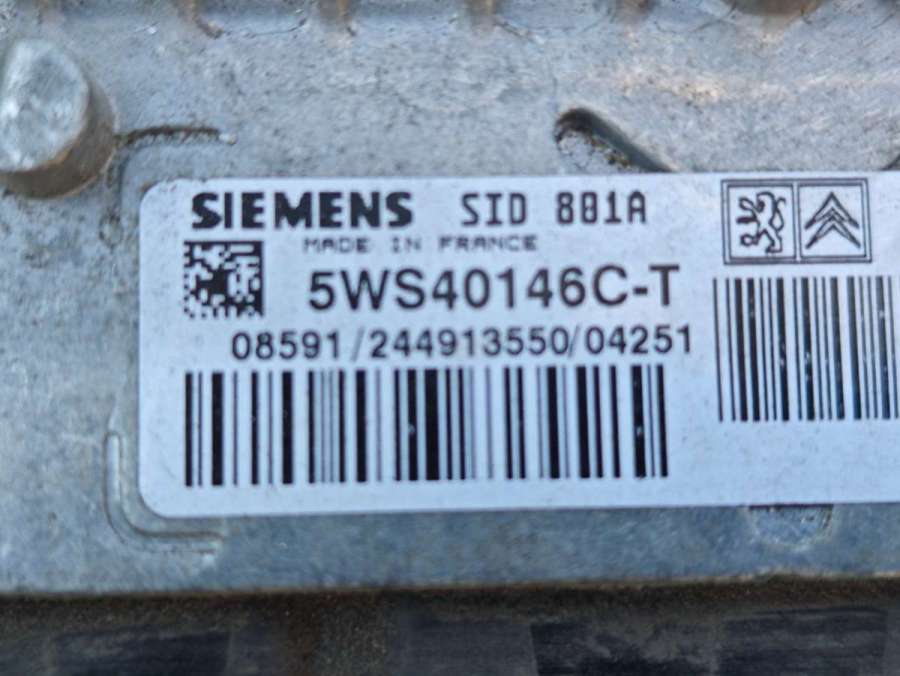 SIEMENS SID 801A
MADE IN FRANCE
5WS40146C-T
08591/244913550/04251